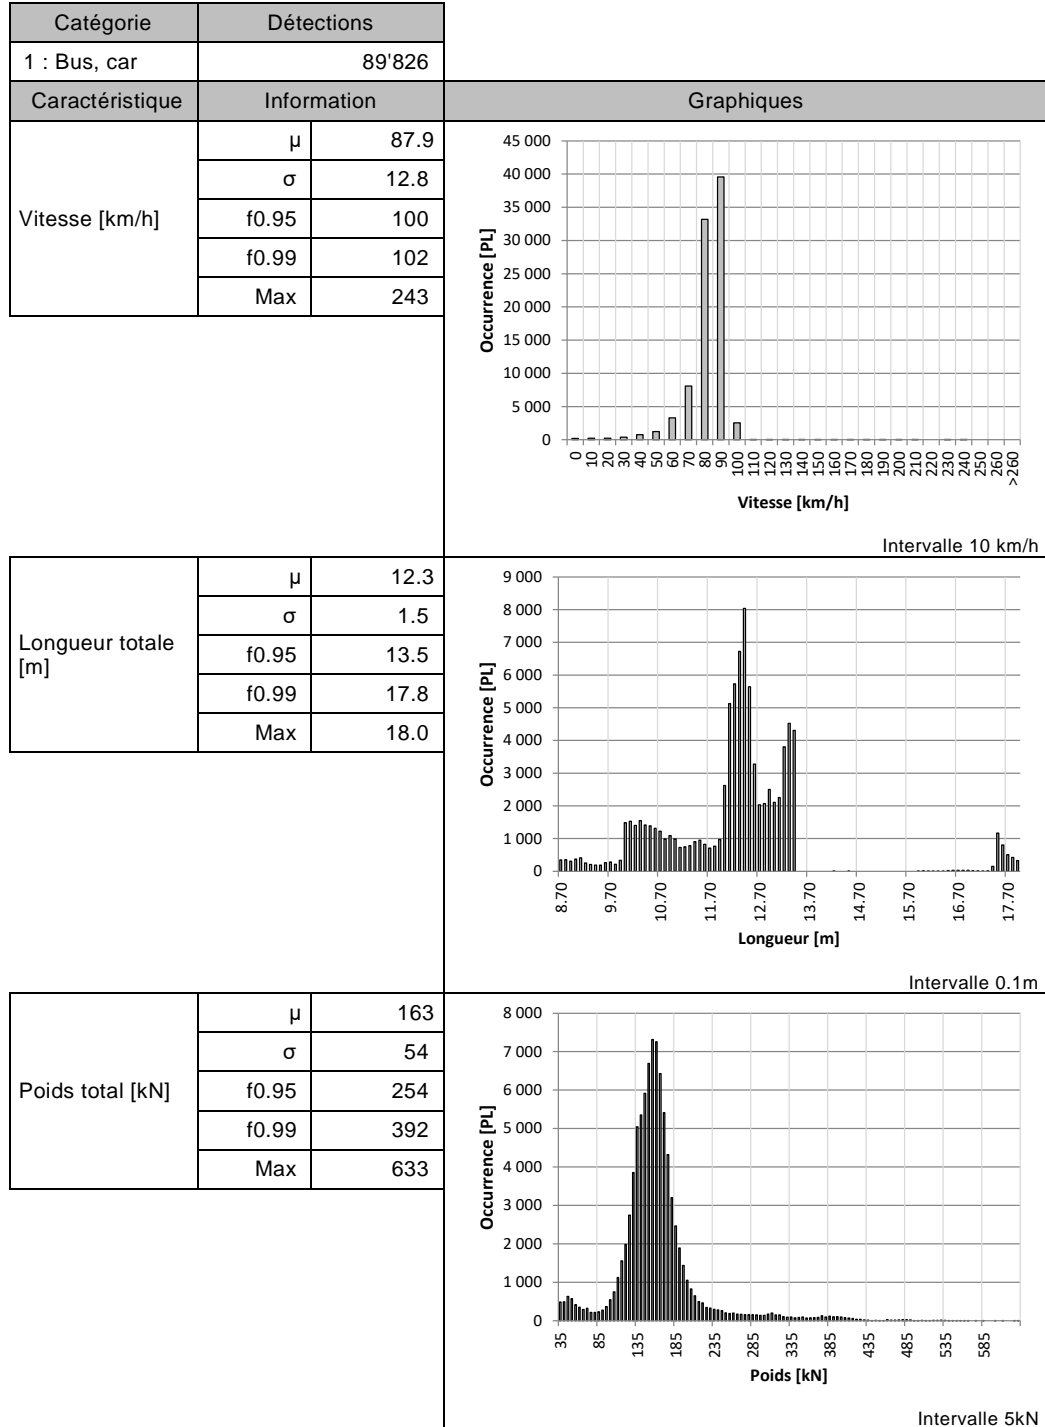 Catégorie Détections
1 : Bus, car 89'826
Caractéristique Information Graphiques
Vitesse [km/h]
µ 87.9
σ 12.8
f0.95 100
f0.99 102
Max 243
45 000
40 000
35 000
30 000
25 000
20 000
15 000
10 000
5 000
0
Occurrence [PL]
0 10 20 30 40 50 60 70 80 90 100 110 120 130 140 150 160 170 180 190 200 210 220 230 240 250 260 >260
Vitesse [km/h]
Intervalle 10 km/h
Longueur totale
[m]
µ 12.3
σ 1.5
f0.95 13.5
f0.99 17.8
Max 18.0
9 000
8 000
7 000
6 000
5 000
4 000
3 000
2 000
1 000
0
Occurrence [PL]
8.70 9.70 10.70 11.70 12.70 13.70 14.70 15.70 16.70 17.70
Longueur [m]
Intervalle 0.1m
Poids total [kN]
µ 163
σ 54
f0.95 254
f0.99 392
Max 633
8 000
7 000
6 000
5 000
4 000
3 000
2 000
1 000
0
Occurrence [PL]
35 85 135 185 235 285 335 385 435 485 535 585
Poids [kN]
Intervalle 5kN